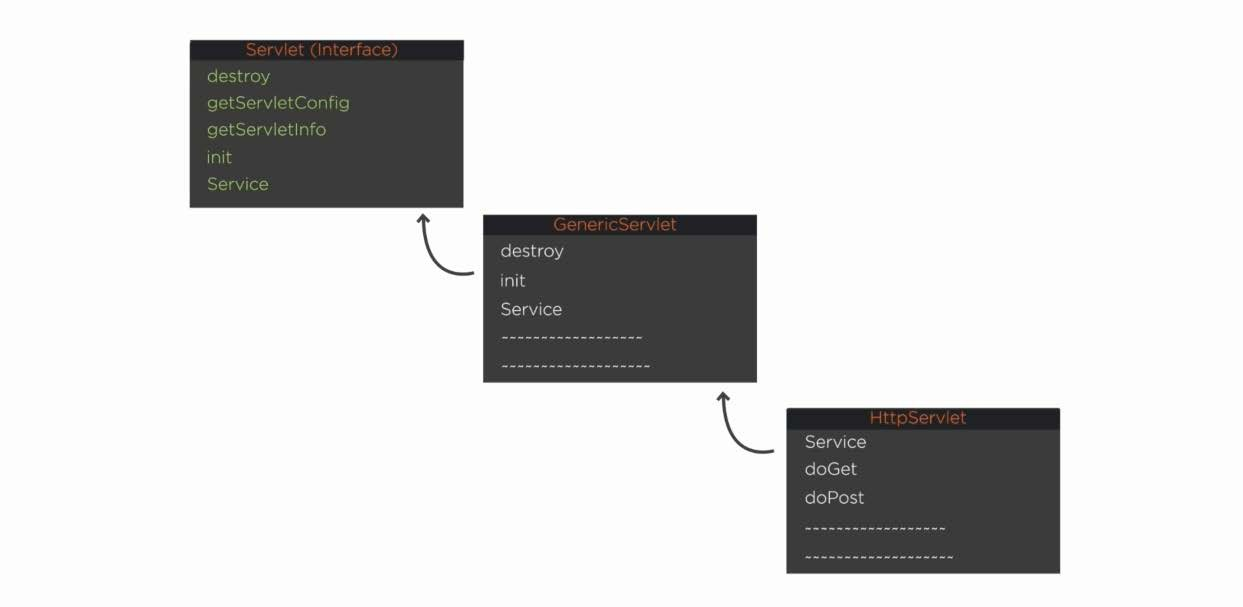 Servlet (Interface)
destroy
getServletConfig
getServletInfo
init
Service
GenericServlet
destroy
init
Service
~~~~~~~~~~~~~~~~~~
~~~~~~~~~~~~~~~~~~~
HttpServlet
Service
doGet
doPost
~~~~~~~~~~~~~~~~~~
~~~~~~~~~~~~~~~~~~~